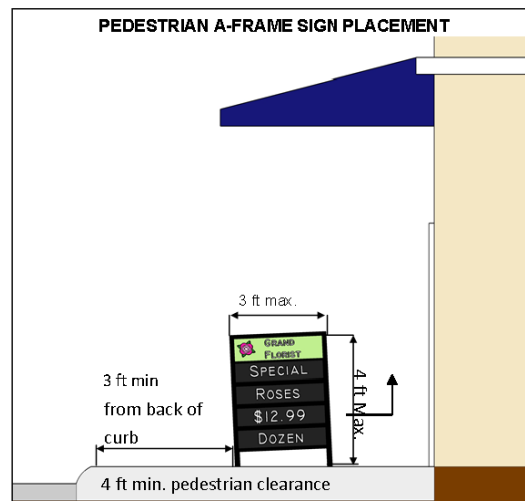 PEDESTRIAN A-FRAME SIGN PLACEMENT
3 ft max.
GRAND
FLORIST
SPECIAL
ROSES
$12.99
DOZEN
4 ft Max.
3 ft min
from back of
curb
4 ft min. pedestrian clearance